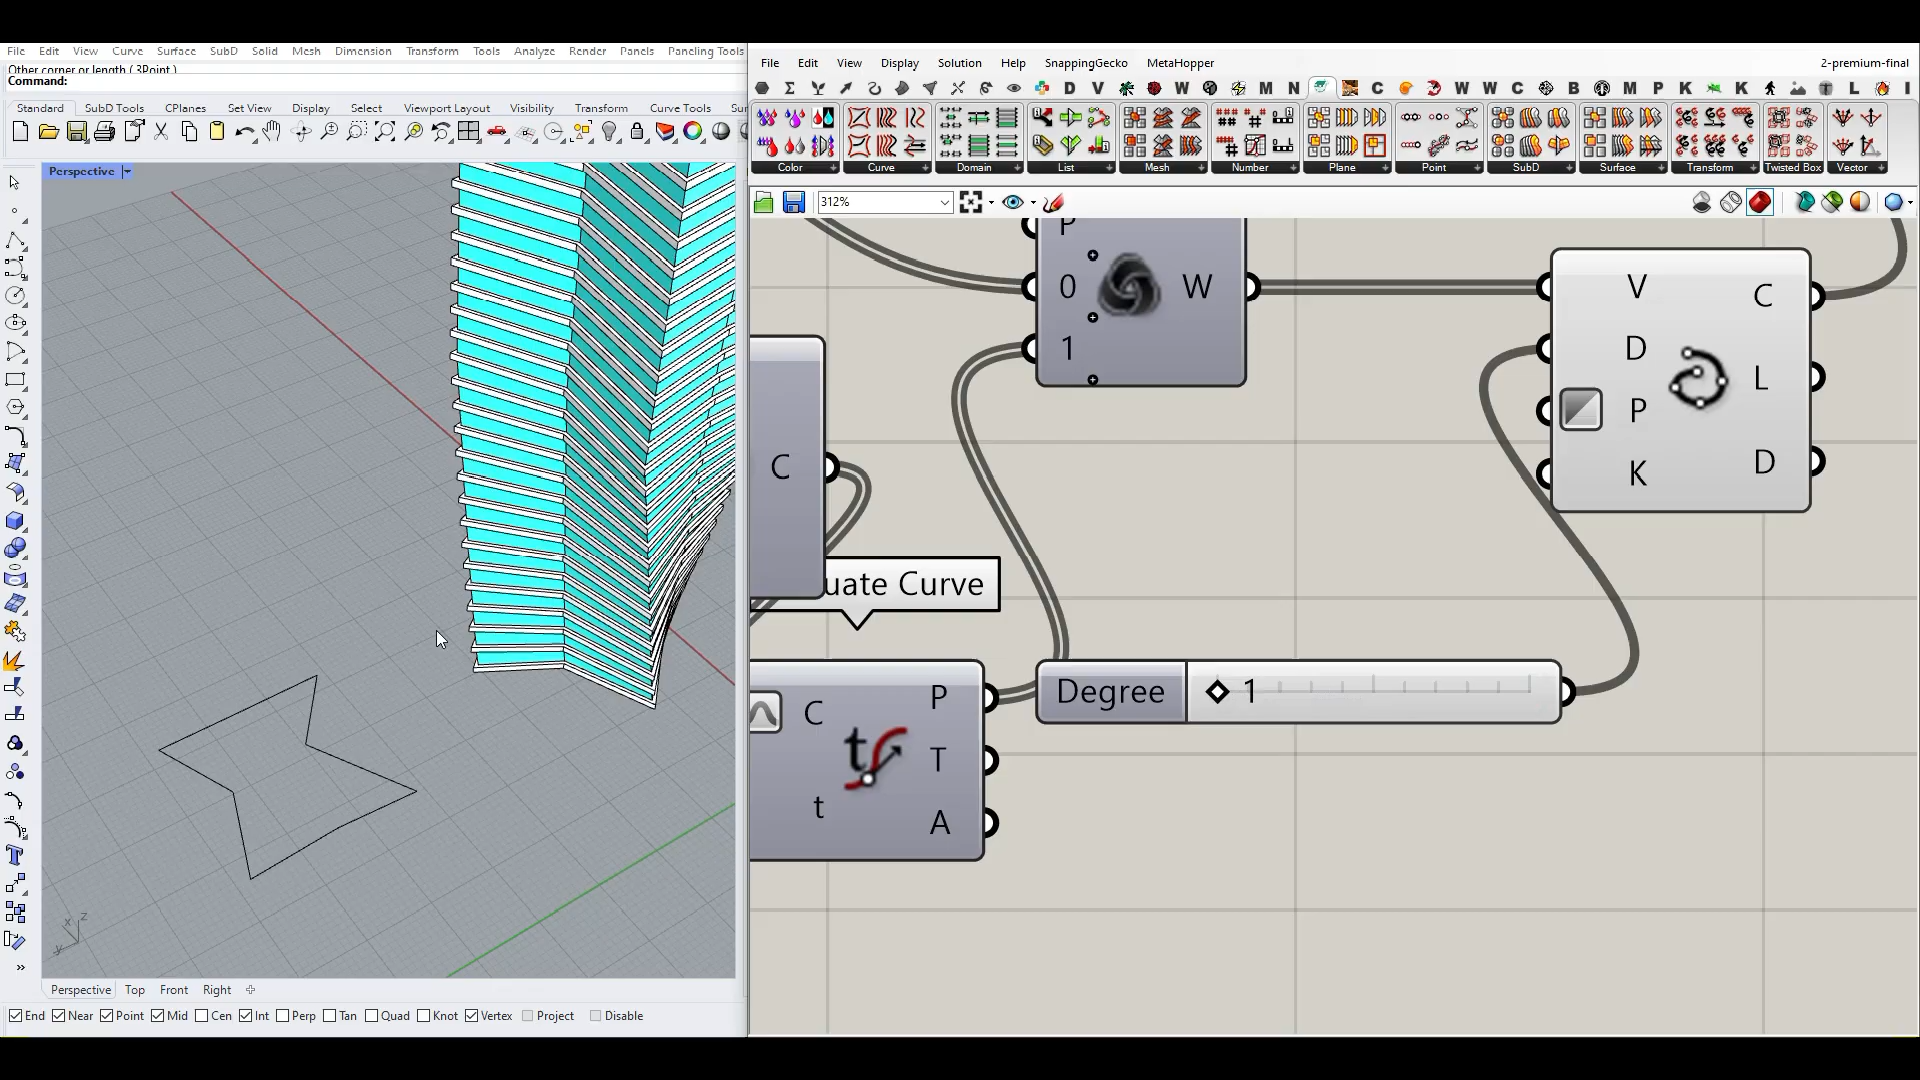 File Edit View Curve Surface SubD Solid Mesh Dimension Transform Tools Analyze Render Panels Paneling Tools
Other corner or length ( 3Point )
Command:
Standard SubD Tools CPlanes Set View Display Select Viewport Layout Visibility Transform Curve Tools Sur
Perspective
x z
y
Perspective Top Front Right
End Near Point Mid Cen Int Perp Tan Quad Knot Vertex Project Disable
File Edit View Display Solution Help SnappingGecko MetaHopper 2-premium-final
D V W M N C W W C B M P K K L I
Color Curve Domain List Mesh Number Plane Point SubD Surface Transform Twisted Box Vector
312%
P
0 W
1
V C
D
P L
K D
C
uate Curve
C P
t T
A
Degree 1